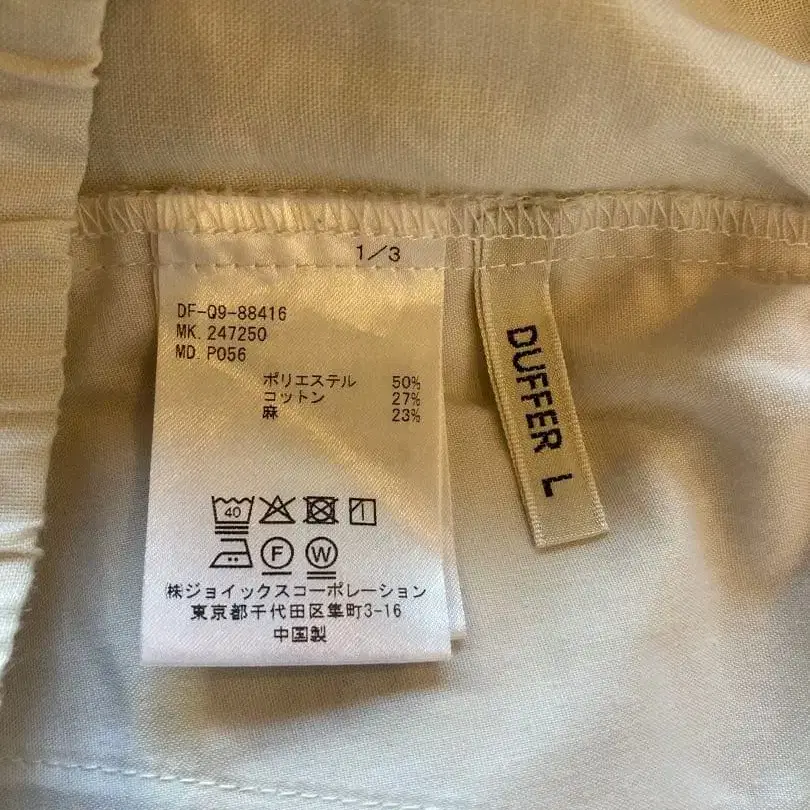 1/3
DF-Q9-88416
MK. 247250
MD. P056
ポリエステル 50%
コットン 27%
麻 23%
40
F W
㈱ジョイックスコーポレーション
東京都千代田区隼町3-16
中国製
DUFFER L